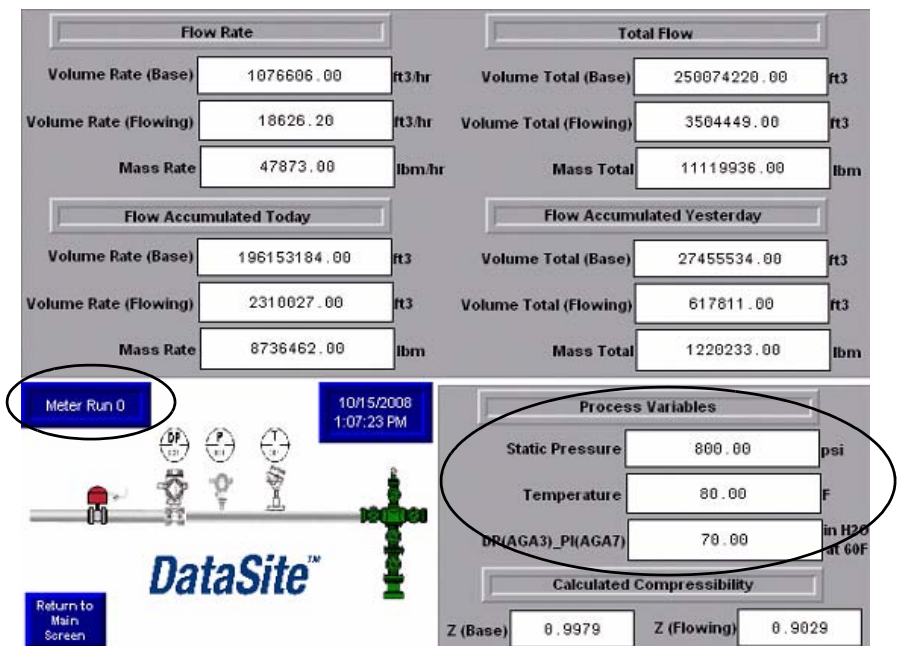 Flow Rate
Volume Rate (Base) 1076606.00 ft3/hr
Volume Rate (Flowing) 18626.20 ft3/hr
Mass Rate 47873.00 lbm/hr
Total Flow
Volume Total (Base) 250074220.00 ft3
Volume Total (Flowing) 3504449.00 ft3
Mass Total 11119936.00 lbm
Flow Accumulated Today
Volume Rate (Base) 196153184.00 ft3
Volume Rate (Flowing) 2310027.00 ft3
Mass Rate 8736462.00 lbm
Flow Accumulated Yesterday
Volume Total (Base) 27455534.00 ft3
Volume Total (Flowing) 617811.00 ft3
Mass Total 1220233.00 lbm
Meter Run 0
10/15/2008
1:07:23 PM
DP
P
T
DataSite™
Return to
Main
Screen
Process Variables
Static Pressure 800.00 psi
Temperature 80.00 F
DP(AGA3)_PI(AGA7) 70.00 in H2O
at 60F
Calculated Compressibility
Z (Base) 0.9979 Z (Flowing) 0.9029